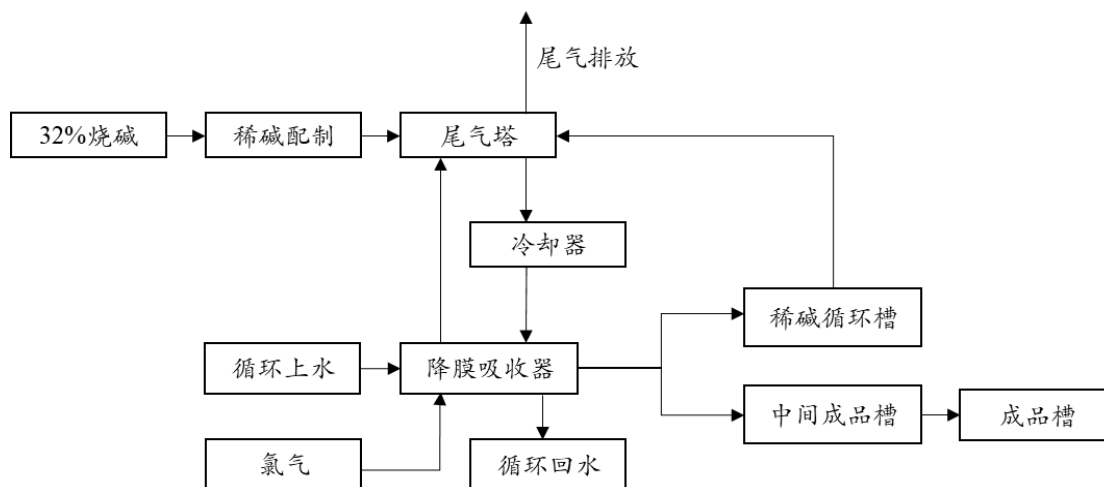 尾气排放
32%烧碱
稀碱配制
尾气塔
冷却器
稀碱循环槽
循环上水
降膜吸收器
中间成品槽
成品槽
氯气
循环回水